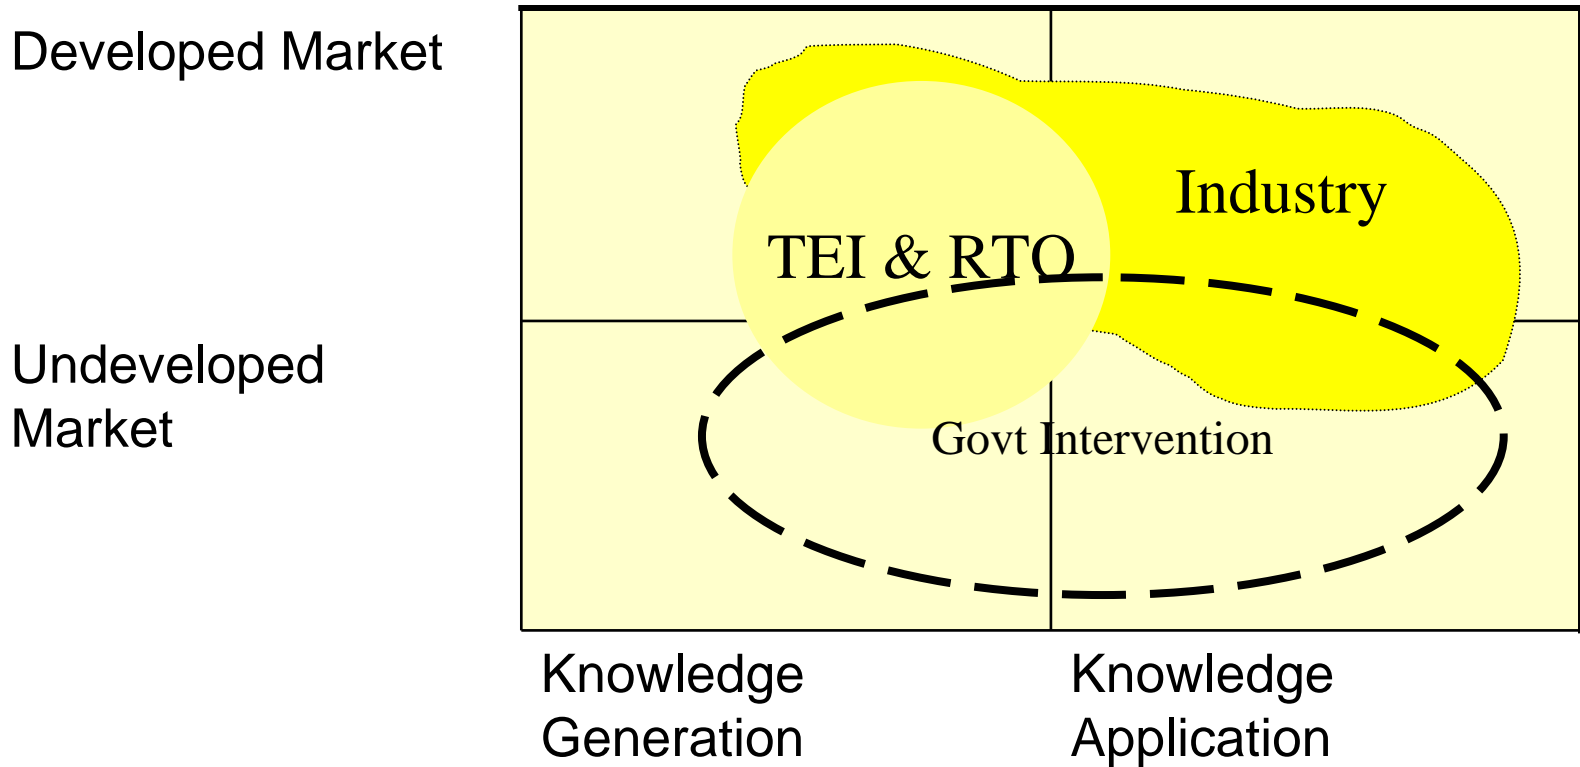 Developed Market
Industry
TEI & RTO
Undeveloped
Market
Govt Intervention
Knowledge
Generation
Knowledge
Application